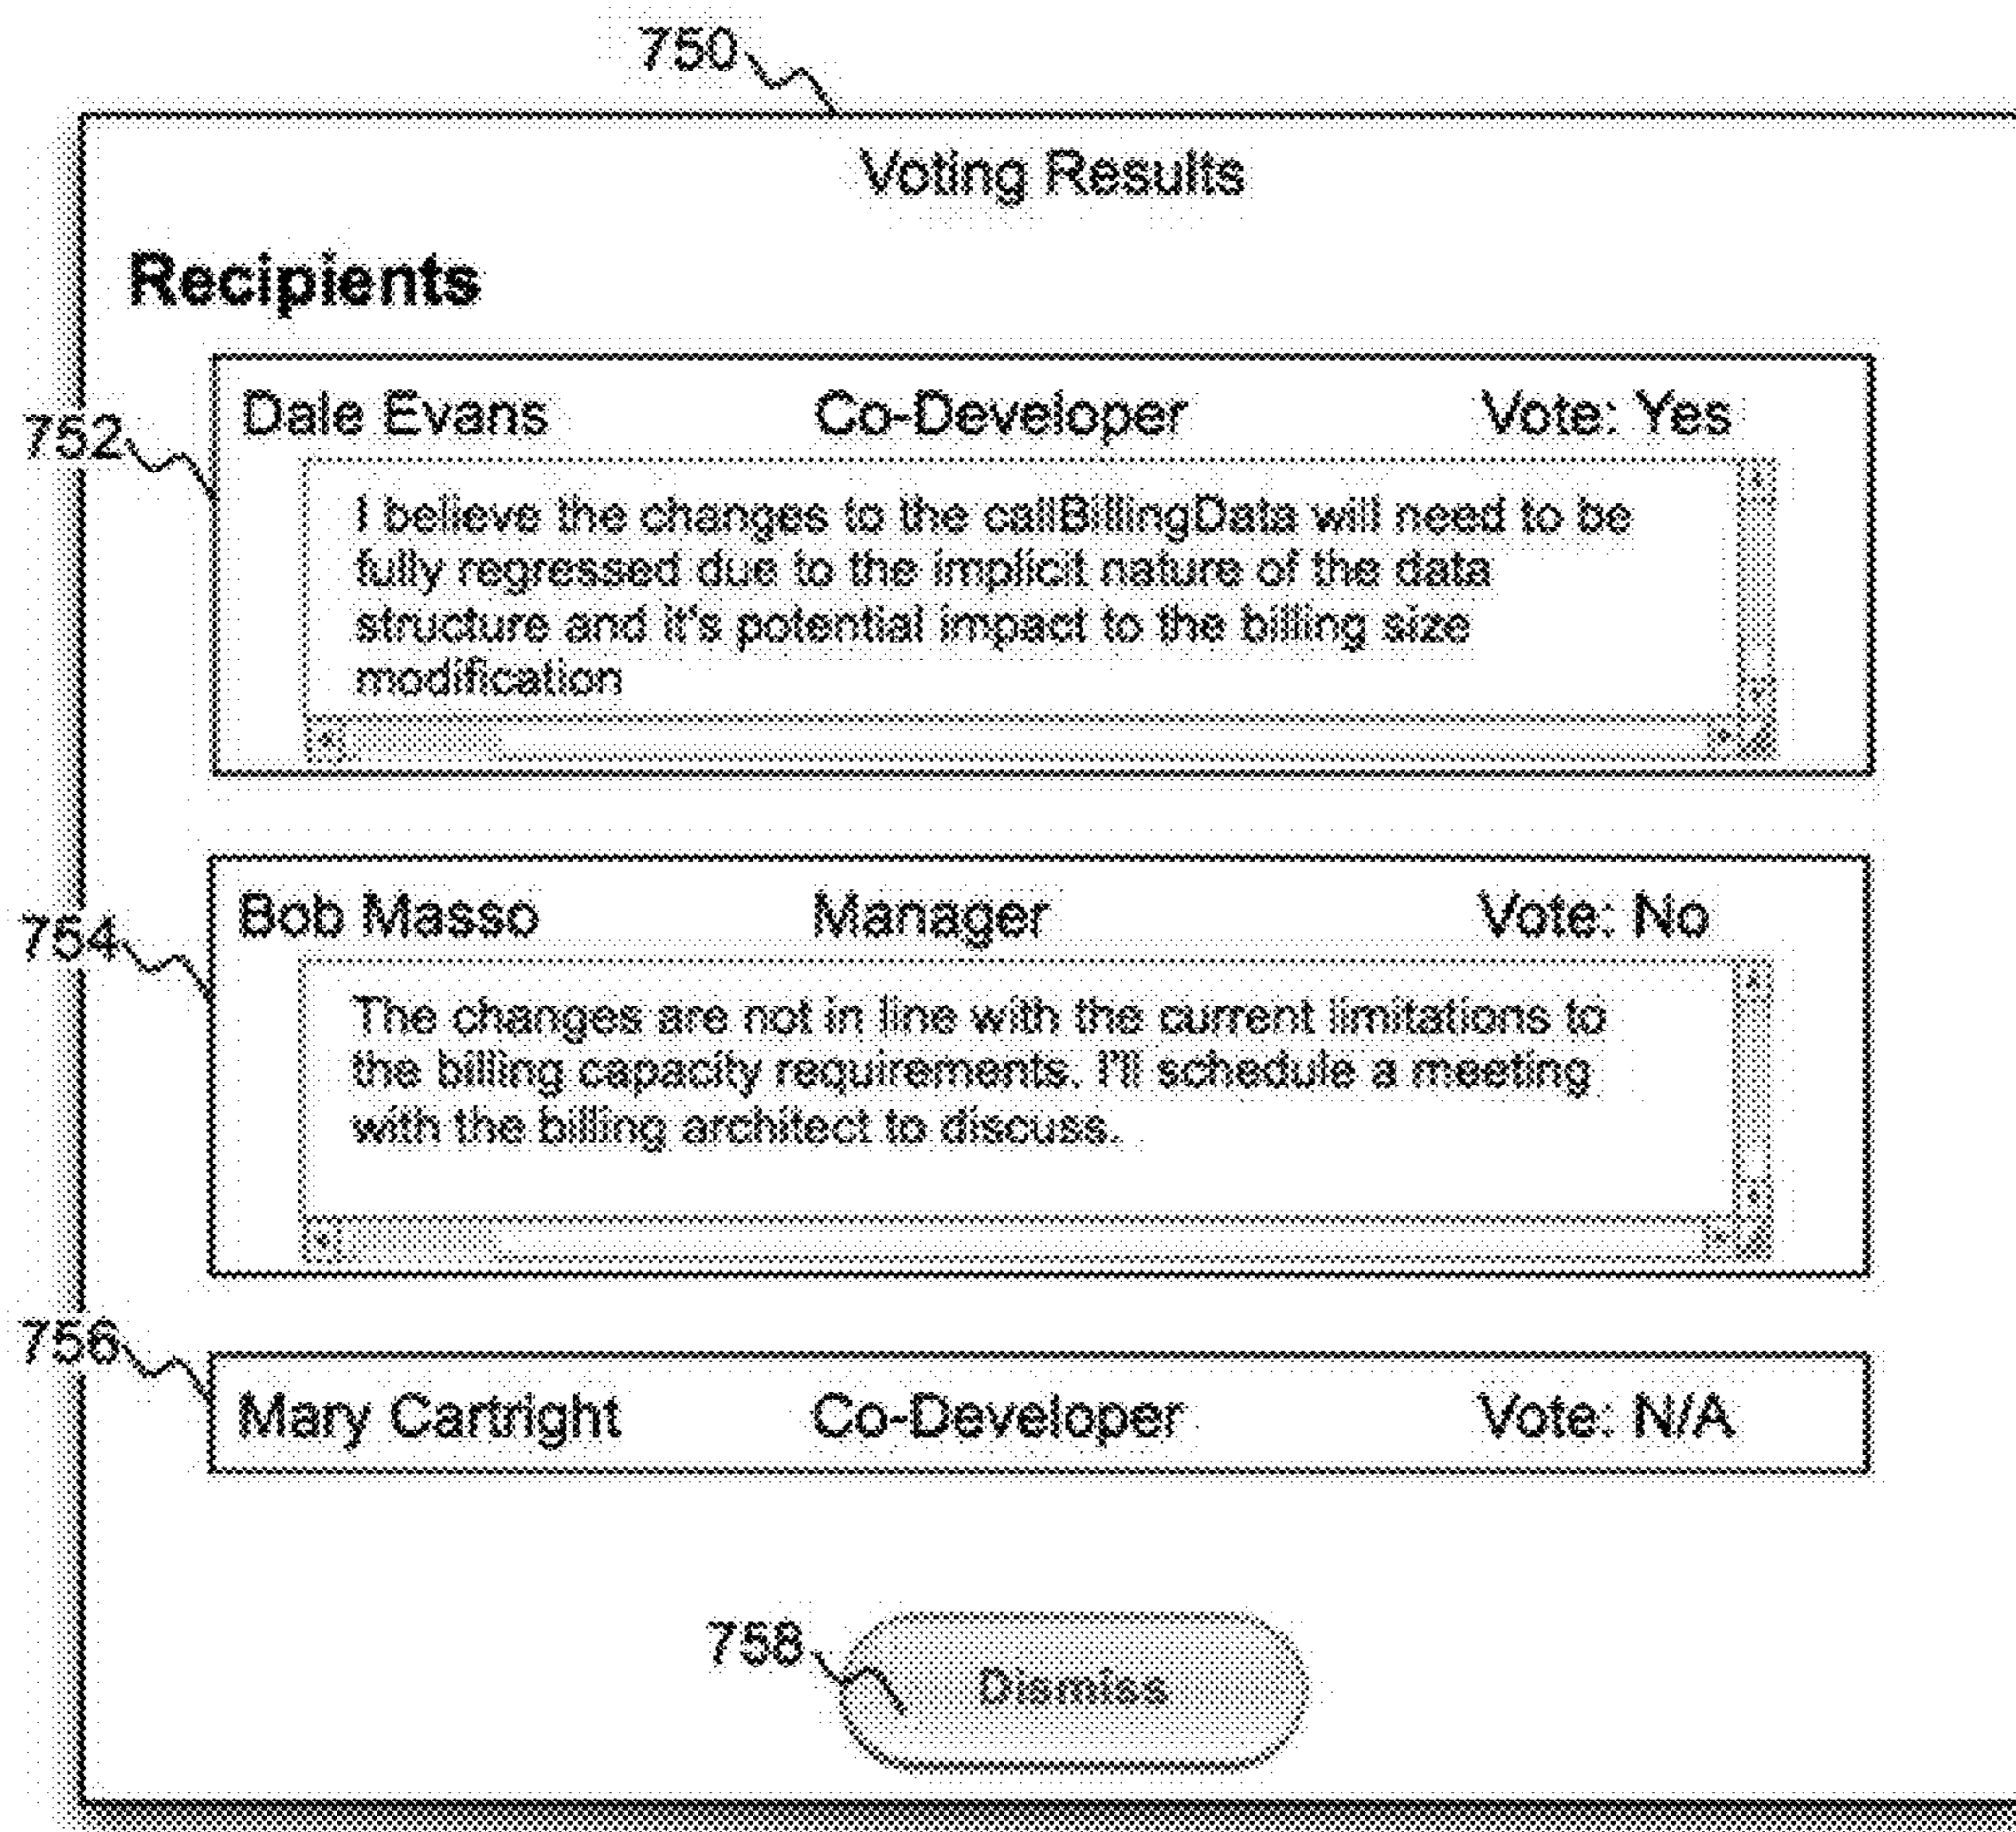 750
Voting Results
Recipients
752
Dale Evans Co-Developer Vote: Yes
I believe the changes to the callBillingData will need to be
fully regressed due to the implicit nature of the data
structure and it's potential impact to the billing size
modification
754
Bob Masso Manager Vote: No
The changes are not in line with the current limitations to
the billing capacity requirements. I'll schedule a meeting
with the billing architect to discuss.
756
Mary Cartright Co-Developer Vote: N/A
758
Dismiss